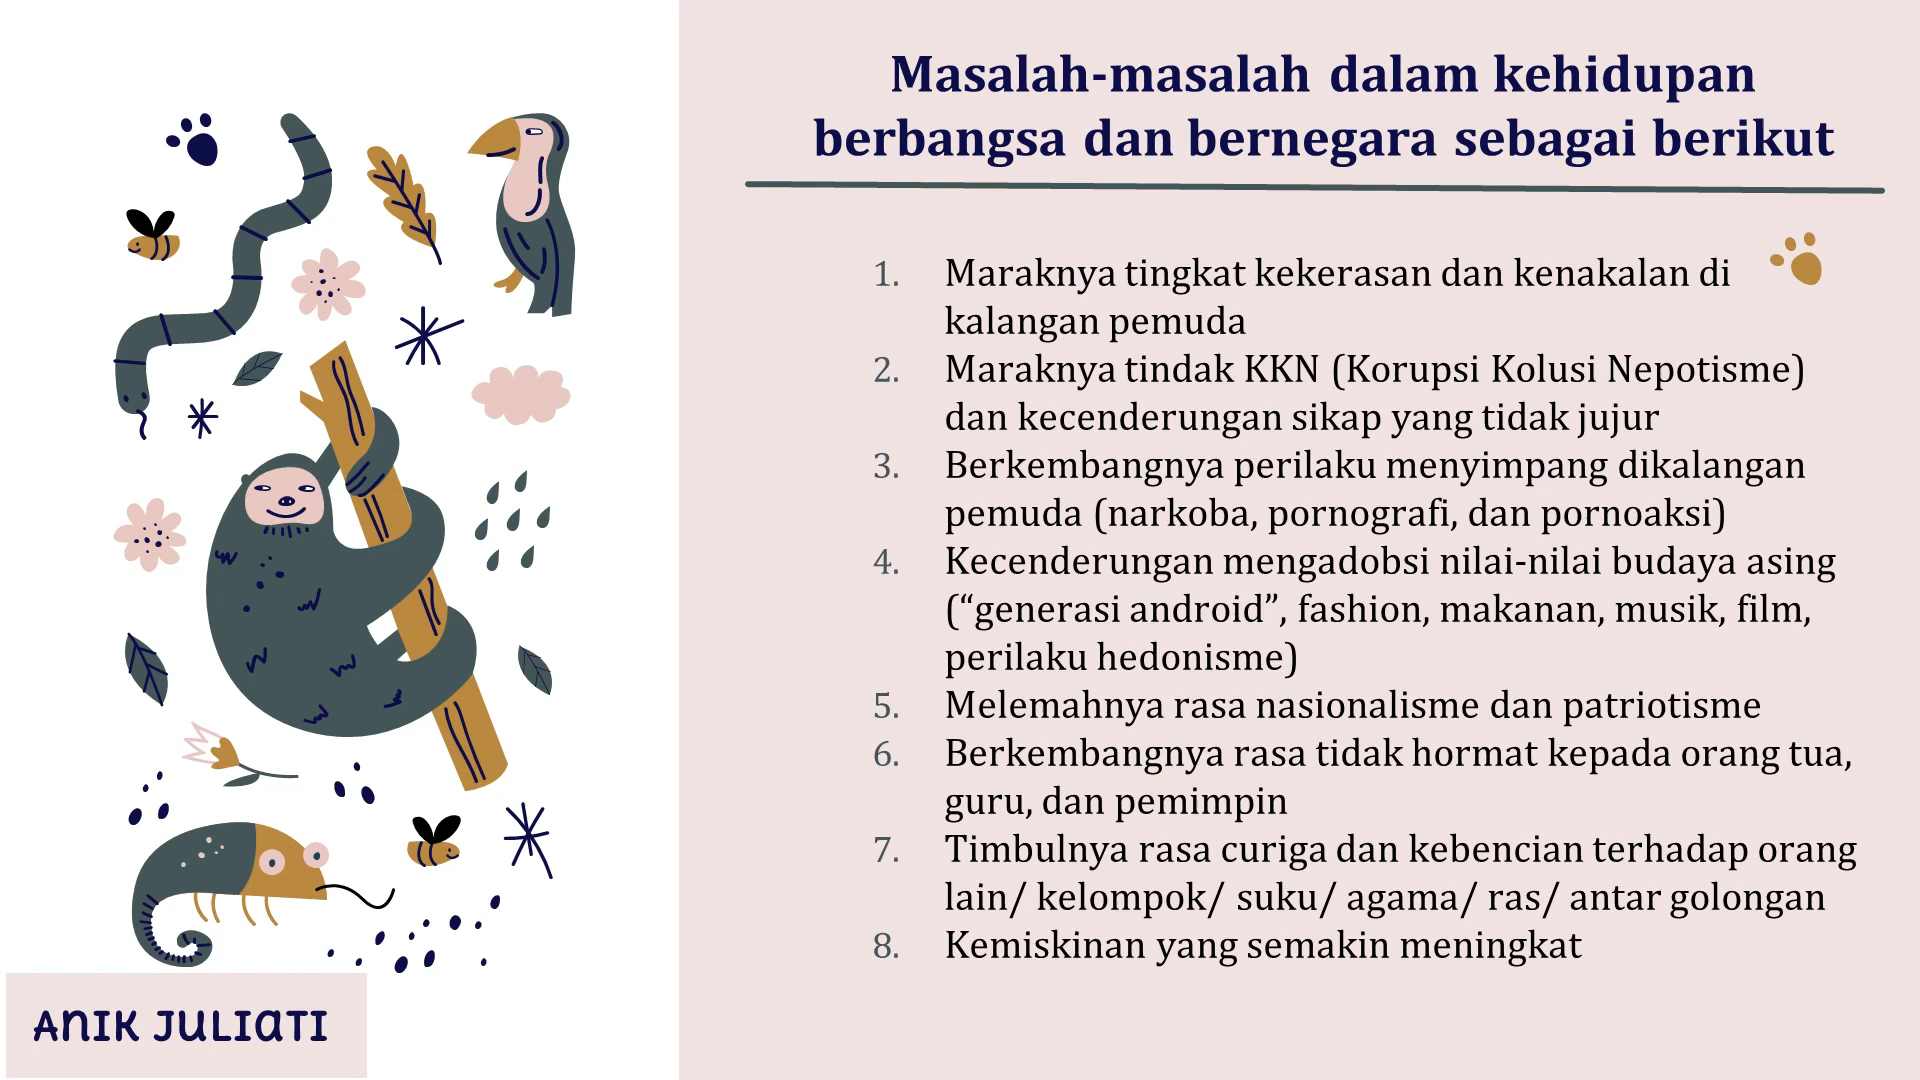 Masalah-masalah dalam kehidupan
berbangsa dan bernegara sebagai berikut
1. Maraknya tingkat kekerasan dan kenakalan di
kalangan pemuda
2. Maraknya tindak KKN (Korupsi Kolusi Nepotisme)
dan kecenderungan sikap yang tidak jujur
3. Berkembangnya perilaku menyimpang dikalangan
pemuda (narkoba, pornografi, dan pornoaksi)
4. Kecenderungan mengadobsi nilai-nilai budaya asing
(“generasi android”, fashion, makanan, musik, film,
perilaku hedonisme)
5. Melemahnya rasa nasionalisme dan patriotisme
6. Berkembangnya rasa tidak hormat kepada orang tua,
guru, dan pemimpin
7. Timbulnya rasa curiga dan kebencian terhadap orang
lain/ kelompok/ suku/ agama/ ras/ antar golongan
8. Kemiskinan yang semakin meningkat
ANIK JULIATI